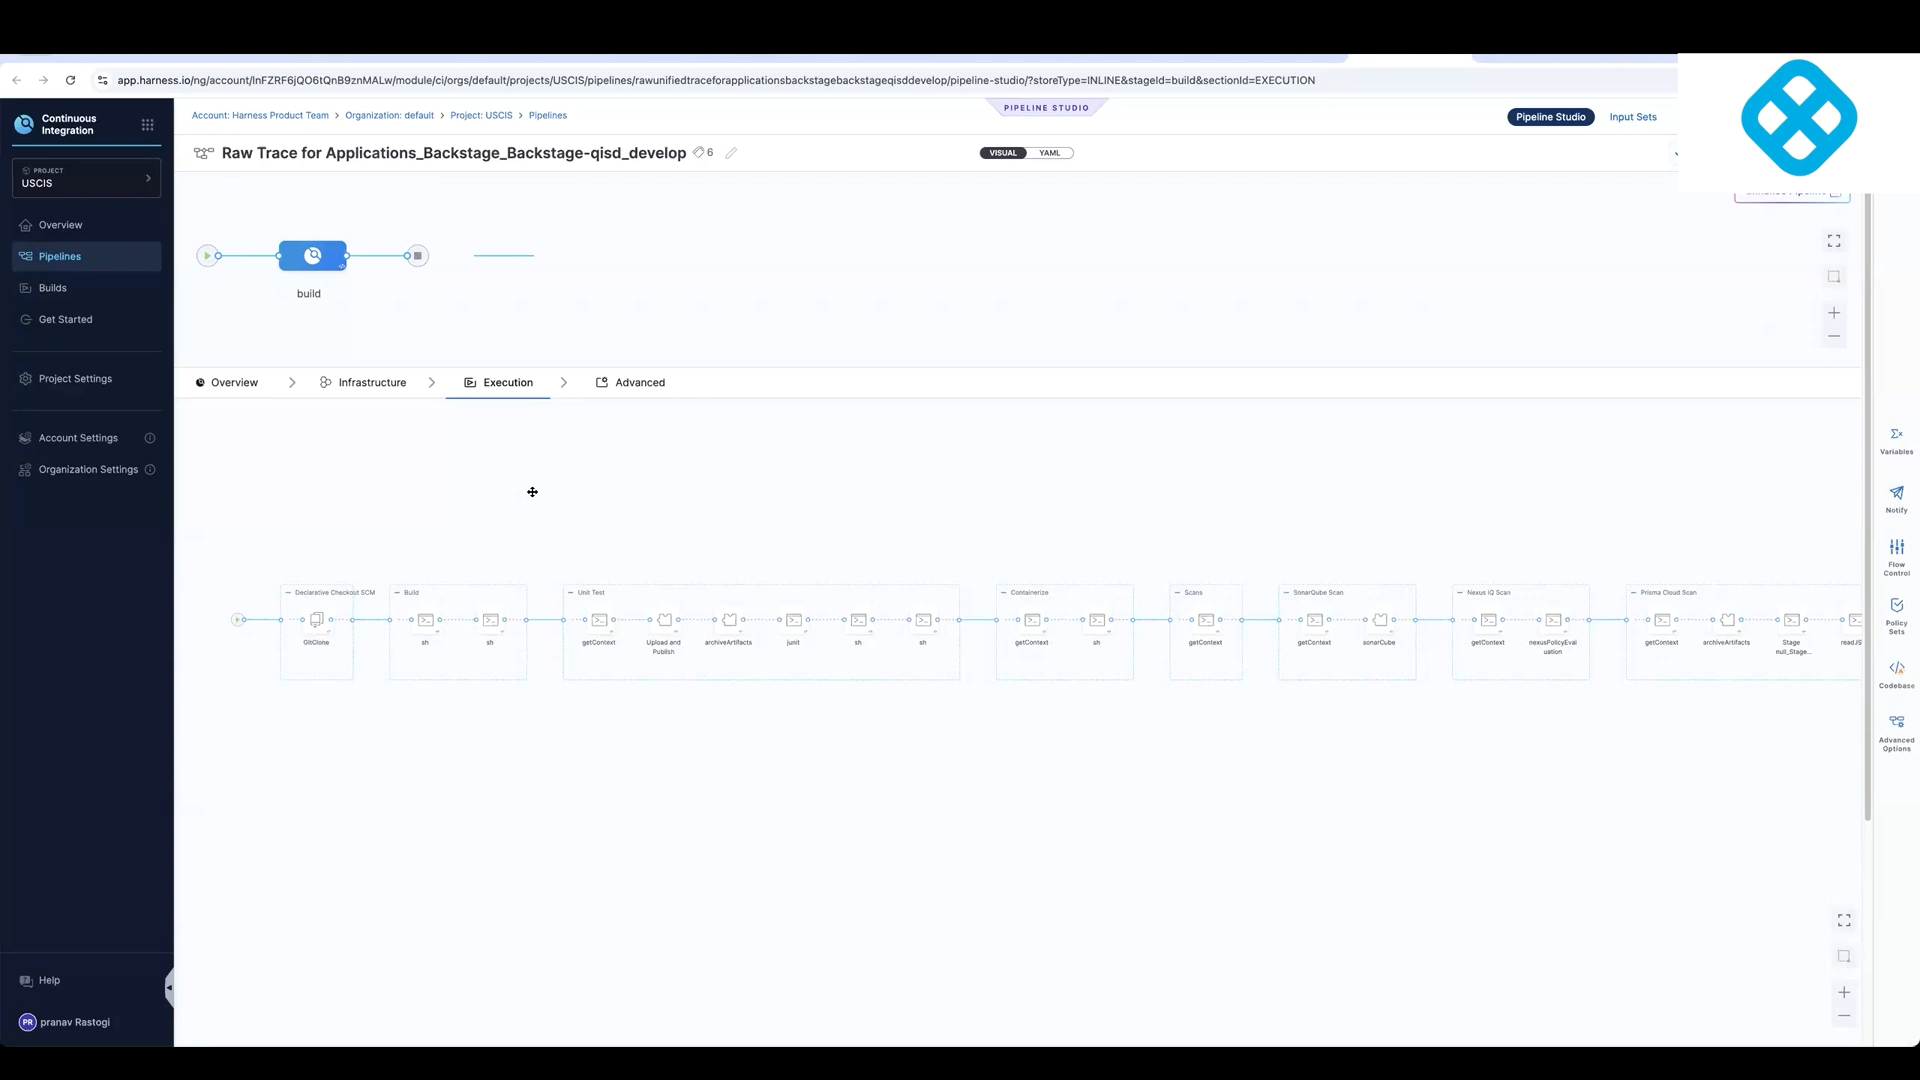 app.harness.io/ng/account/lnFZRF6jQO6tQnB9znMALw/module/ci/orgs/default/projects/USCIS/pipelines/rawunifiedtraceforapplicationsbackstagebackstageqisddevelop/pipeline-studio/?storeType=INLINE&stageId=build&sectionId=EXECUTION
Continuous
Integration
PROJECT
USCIS
Overview
Pipelines
Builds
Get Started
Project Settings
Account Settings
Organization Settings
Help
PR pranav Rastogi
Account: Harness Product Team > Organization: default > Project: USCIS > Pipelines
PIPELINE STUDIO
Pipeline Studio
Input Sets
Raw Trace for Applications_Backstage_Backstage-qisd_develop
6
VISUAL
YAML
build
Overview
Infrastructure
Execution
Advanced
Declarative Checkout SCM
GitClone
Build
sh
sh
Unit Test
getContext
Upload and
Publish
archiveArtifacts
junit
sh
sh
Containerize
getContext
sh
Scans
getContext
SonarQube Scan
getContext
sonarCube
Nexus IQ Scan
getContext
nexusPolicyEval
uation
Prisma Cloud Scan
getContext
archiveArtifacts
Stage
null_Stage...
readJS
Variables
Notify
Flow
Control
Policy
Sets
Codebase
Advanced
Options